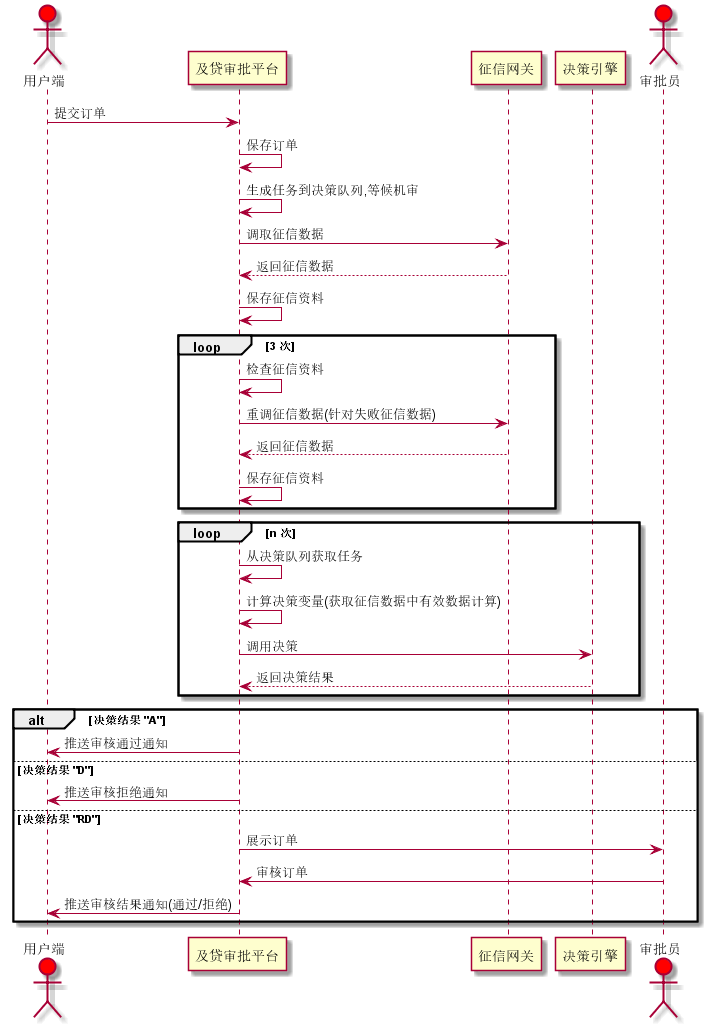 用户端
及贷审批平台
征信网关
决策引擎
审批员
提交订单
保存订单
生成任务到决策队列,等候机审
调取征信数据
返回征信数据
保存征信资料
loop [3 次]
检查征信资料
重调征信数据(针对失败征信数据)
返回征信数据
保存征信资料
loop [n 次]
从决策队列获取任务
计算决策变量(获取征信数据中有效数据计算)
调用决策
返回决策结果
alt [决策结果 "A"]
推送审核通过通知
[决策结果 "D"]
推送审核拒绝通知
[决策结果 "RD"]
展示订单
审核订单
推送审核结果通知(通过/拒绝)
用户端
及贷审批平台
征信网关
决策引擎
审批员